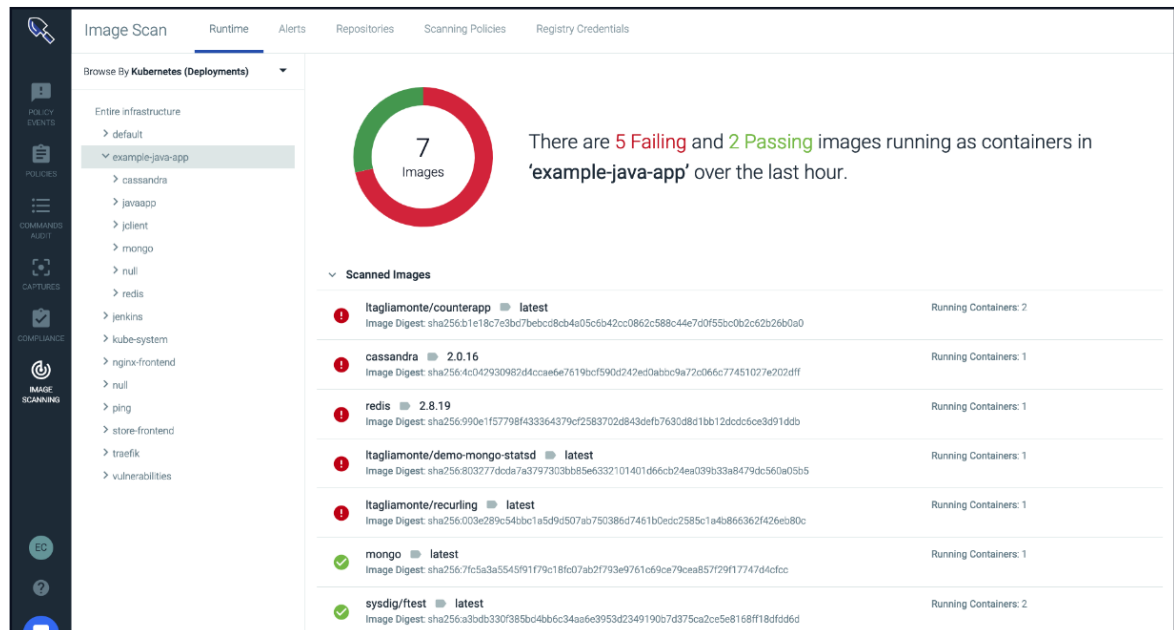 Image Scan
Runtime
Alerts
Repositories
Scanning Policies
Registry Credentials
POLICY
EVENTS
POLICIES
COMMANDS
AUDIT
CAPTURES
COMPLIANCE
IMAGE
SCANNING
EC
Browse By Kubernetes (Deployments)
Entire infrastructure
default
example-java-app
cassandra
javaapp
jclient
mongo
null
redis
jenkins
kube-system
nginx-frontend
null
ping
store-frontend
traefik
vulnerabilities
7
Images
There are 5 Failing and 2 Passing images running as containers in
'example-java-app' over the last hour.
Scanned Images
ltagliamonte/counterapp latest Running Containers: 2
Image Digest: sha256:b1e18c7e3bd7bebcd8cb4a05c6b42cc0862c588c44e7d0f55bc0b2c62b26b0a0
cassandra 2.0.16 Running Containers: 1
Image Digest: sha256:4c042930982d4ccae6e7619bcf590d242ed0abbc9a72c066c77451027e202dff
redis 2.8.19 Running Containers: 1
Image Digest: sha256:990e1f57798f433364379cf2583702d843defb7630d8d1bb12dcdc6ce3d91ddb
ltagliamonte/demo-mongo-statsd latest Running Containers: 1
Image Digest: sha256:803277dcda7a3797303bb85e6332101401d66cb24ea039b33a8479dc560a05b5
ltagliamonte/recurling latest Running Containers: 1
Image Digest: sha256:003e289c54bbc1a5d9d507ab750386d7461b0edc2585c1a4b866362f426eb80c
mongo latest Running Containers: 1
Image Digest: sha256:7fc5a3a5545f91f79c18fc07ab2f793e9761c69ce79cea857f29f17747d4cfcc
sysdig/ftest latest Running Containers: 2
Image Digest: sha256:a3bdb330f385bd4bb6c34aa6e3953d2349190b7d375ca2ce5e8168ff18dfdd6d